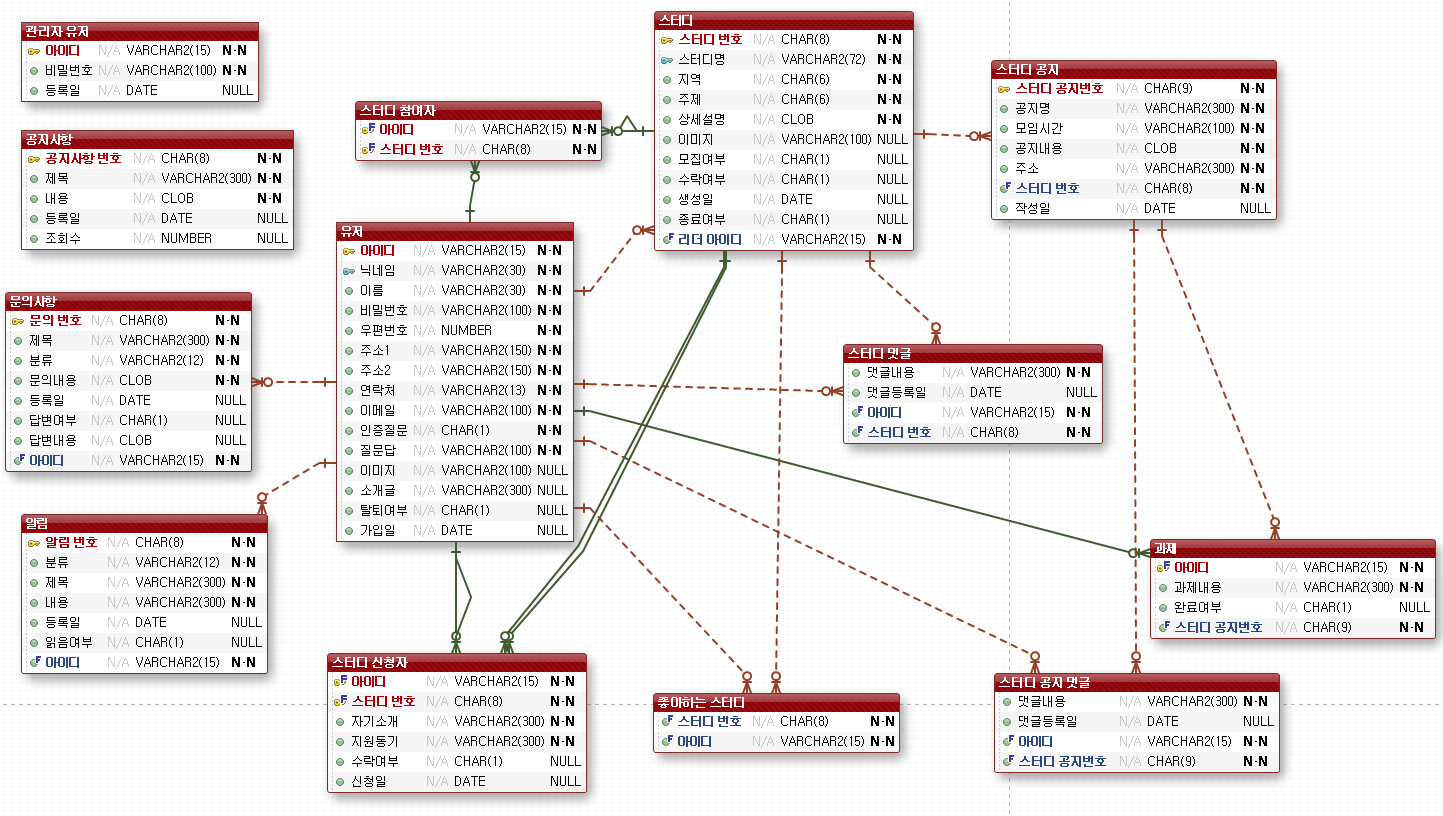 관리자 유저
아이디 N/A VARCHAR2(15) N-N
비밀번호 N/A VARCHAR2(100) N-N
등록일 N/A DATE NULL
공지사항
공지사항 번호 N/A CHAR(8) N-N
제목 N/A VARCHAR2(300) N-N
내용 N/A CLOB N-N
등록일 N/A DATE NULL
조회수 N/A NUMBER NULL
문의사항
문의 번호 N/A CHAR(8) N-N
제목 N/A VARCHAR2(300) N-N
분류 N/A VARCHAR2(12) N-N
문의내용 N/A CLOB N-N
등록일 N/A DATE NULL
답변여부 N/A CHAR(1) NULL
답변내용 N/A CLOB NULL
아이디 N/A VARCHAR2(15) N-N
알림
알림 번호 N/A CHAR(8) N-N
분류 N/A VARCHAR2(12) N-N
제목 N/A VARCHAR2(300) N-N
내용 N/A VARCHAR2(300) N-N
등록일 N/A DATE NULL
읽음여부 N/A CHAR(1) NULL
아이디 N/A VARCHAR2(15) N-N
스터디 참여자
아이디 N/A VARCHAR2(15) N-N
스터디 번호 N/A CHAR(8) N-N
유저
아이디 N/A VARCHAR2(15) N-N
닉네임 N/A VARCHAR2(30) N-N
이름 N/A VARCHAR2(30) N-N
비밀번호 N/A VARCHAR2(100) N-N
우편번호 N/A NUMBER N-N
주소1 N/A VARCHAR2(150) N-N
주소2 N/A VARCHAR2(150) N-N
연락처 N/A VARCHAR2(13) N-N
이메일 N/A VARCHAR2(100) N-N
인증질문 N/A CHAR(1) N-N
질문답 N/A VARCHAR2(100) N-N
이미지 N/A VARCHAR2(100) NULL
소개글 N/A VARCHAR2(300) NULL
탈퇴여부 N/A CHAR(1) NULL
가입일 N/A DATE NULL
스터디 신청자
아이디 N/A VARCHAR2(15) N-N
스터디 번호 N/A CHAR(8) N-N
자기소개 N/A VARCHAR2(300) N-N
지원동기 N/A VARCHAR2(300) N-N
수락여부 N/A CHAR(1) NULL
신청일 N/A DATE NULL
스터디
스터디 번호 N/A CHAR(8) N-N
스터디명 N/A VARCHAR2(72) N-N
지역 N/A CHAR(6) N-N
주제 N/A CHAR(6) N-N
상세설명 N/A CLOB N-N
이미지 N/A VARCHAR2(100) NULL
모집여부 N/A CHAR(1) NULL
수락여부 N/A CHAR(1) NULL
생성일 N/A DATE NULL
종료여부 N/A CHAR(1) NULL
리더 아이디 N/A VARCHAR2(15) N-N
스터디 공지
스터디 공지번호 N/A CHAR(9) N-N
공지명 N/A VARCHAR2(300) N-N
모임시간 N/A VARCHAR2(100) N-N
공지내용 N/A CLOB N-N
주소 N/A VARCHAR2(300) N-N
스터디 번호 N/A CHAR(8) N-N
작성일 N/A DATE NULL
스터디 댓글
댓글내용 N/A VARCHAR2(300) N-N
댓글등록일 N/A DATE NULL
아이디 N/A VARCHAR2(15) N-N
스터디 번호 N/A CHAR(8) N-N
과제
아이디 N/A VARCHAR2(15) N-N
과제내용 N/A VARCHAR2(300) N-N
완료여부 N/A CHAR(1) NULL
스터디 공지번호 N/A CHAR(9) N-N
좋아하는 스터디
스터디 번호 N/A CHAR(8) N-N
아이디 N/A VARCHAR2(15) N-N
스터디 공지 댓글
댓글내용 N/A VARCHAR2(300) N-N
댓글등록일 N/A DATE NULL
아이디 N/A VARCHAR2(15) N-N
스터디 공지번호 N/A CHAR(9) N-N